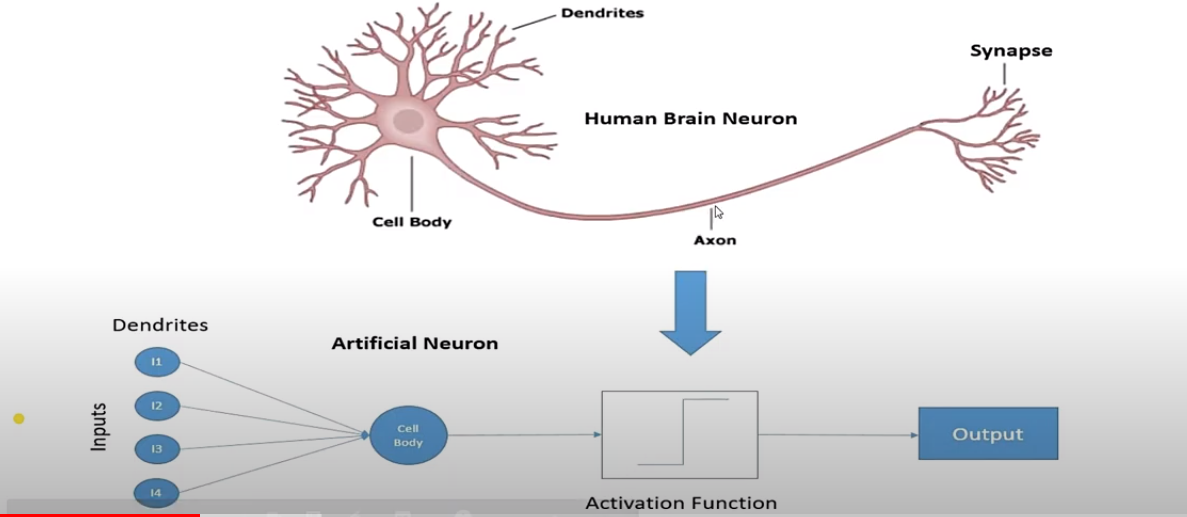 Dendrites
Synapse
Human Brain Neuron
Cell Body
Axon
Dendrites
Artificial Neuron
Inputs
I1
I2
I3
I4
Cell
Body
Output
Activation Function